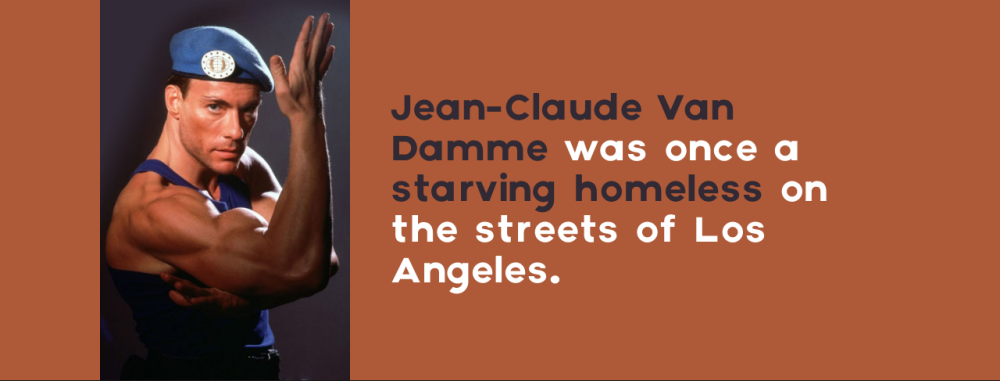 Jean-Claude Van
Damme was once a
starving homeless on
the streets of Los
Angeles.